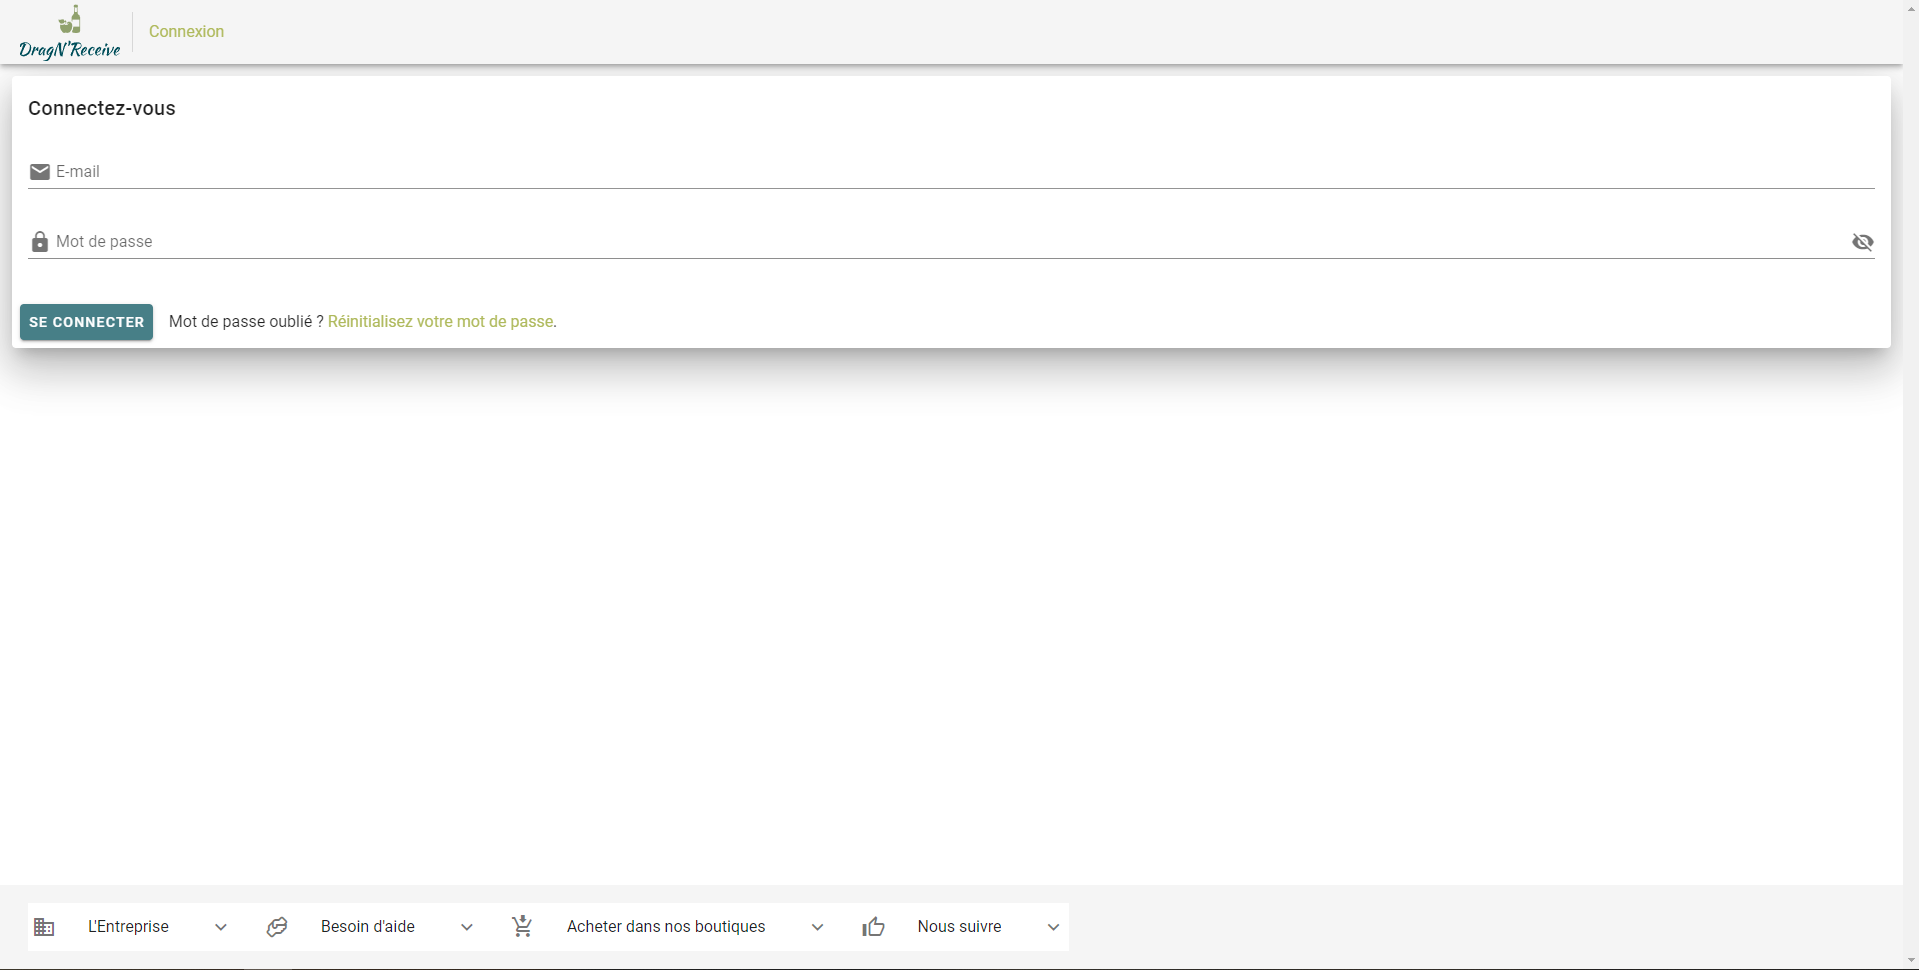 DragN'Receive
Connexion
Connectez-vous
E-mail
Mot de passe
SE CONNECTER
Mot de passe oublié ? Réinitialisez votre mot de passe.
L'Entreprise
Besoin d'aide
Acheter dans nos boutiques
Nous suivre